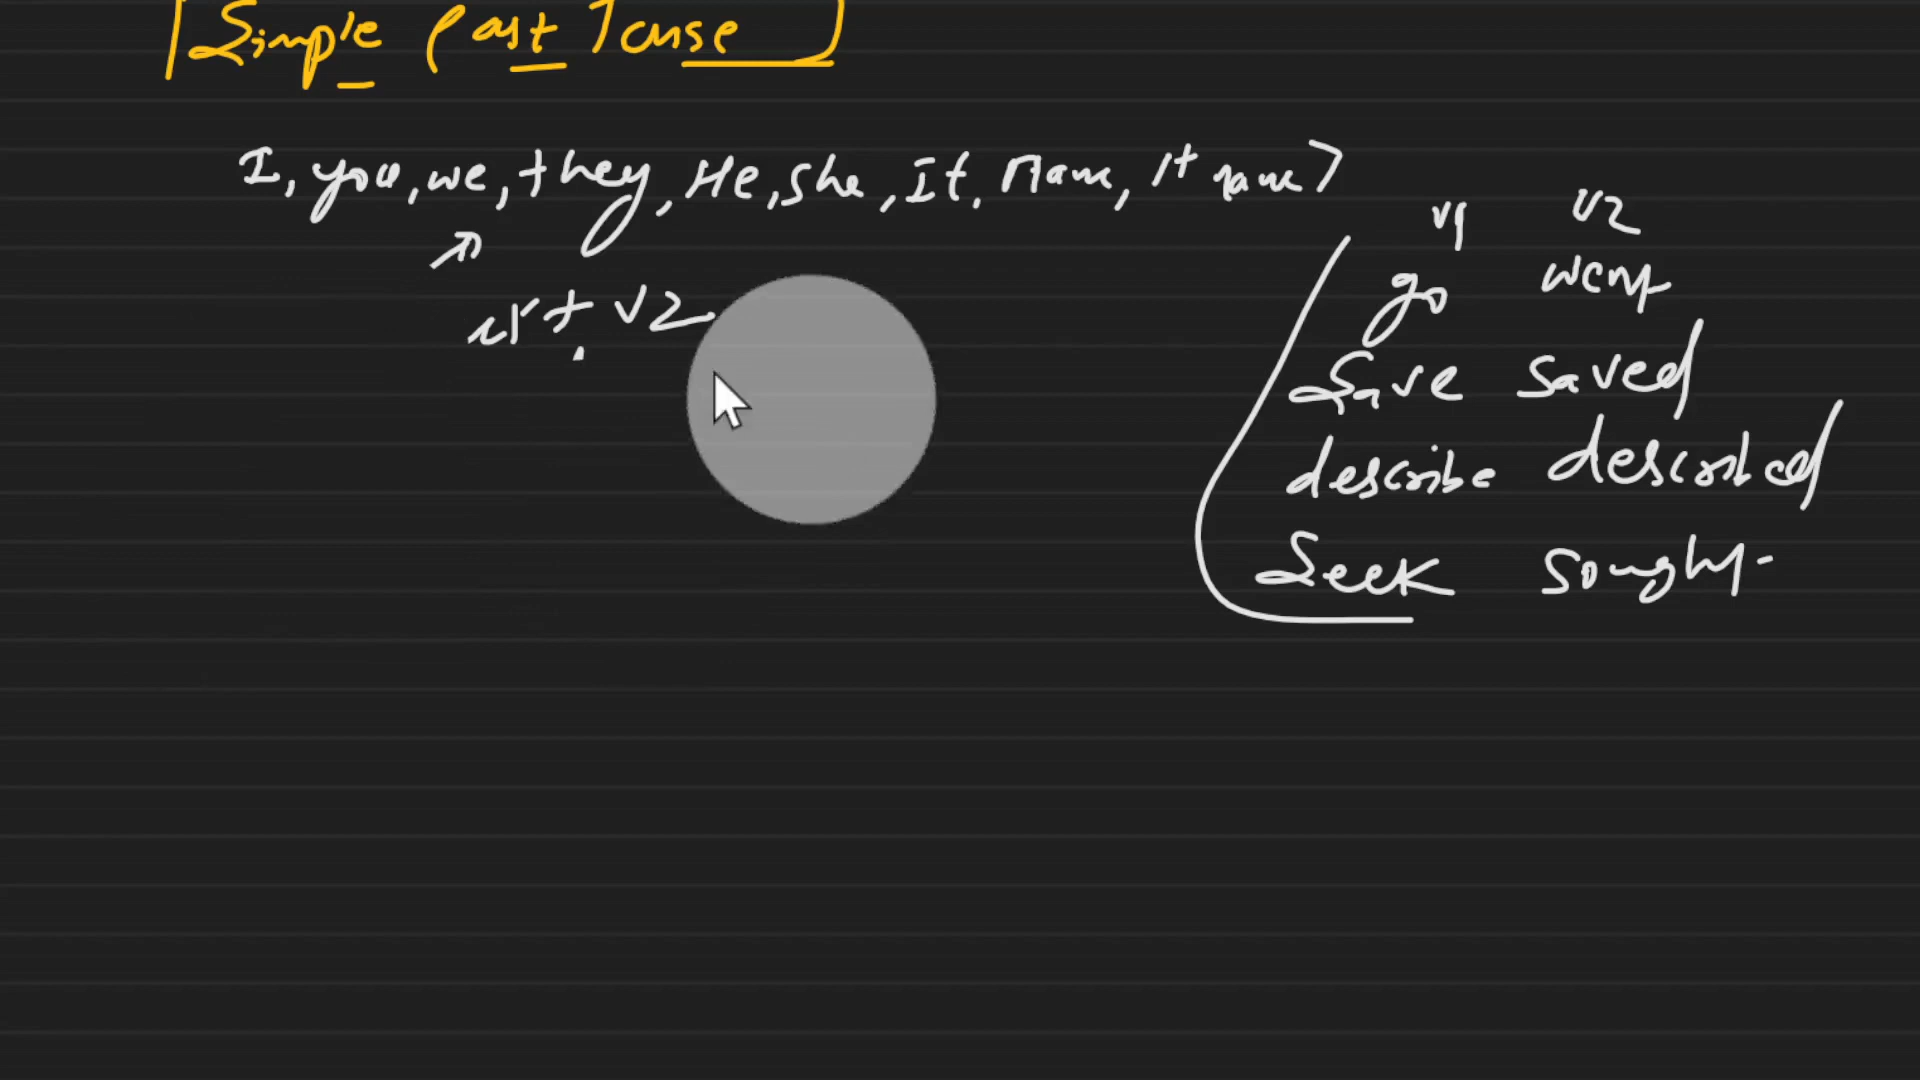 Simple Past Tense
I, you, we, they, He, She, It, Name, It name
V1 V2
+ V2
go went
Save saved
describe described
Seek sought